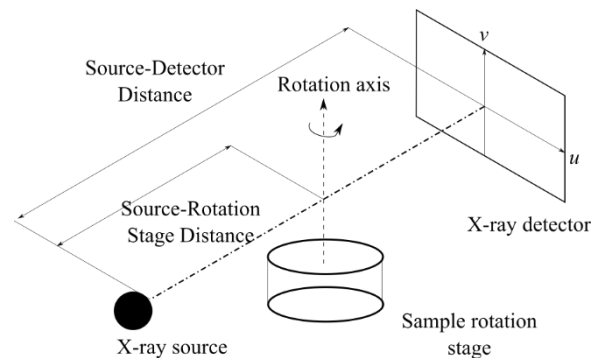 v
Source-Detector
Distance
Rotation axis
u
Source-Rotation
Stage Distance
X-ray detector
Sample rotation
stage
X-ray source